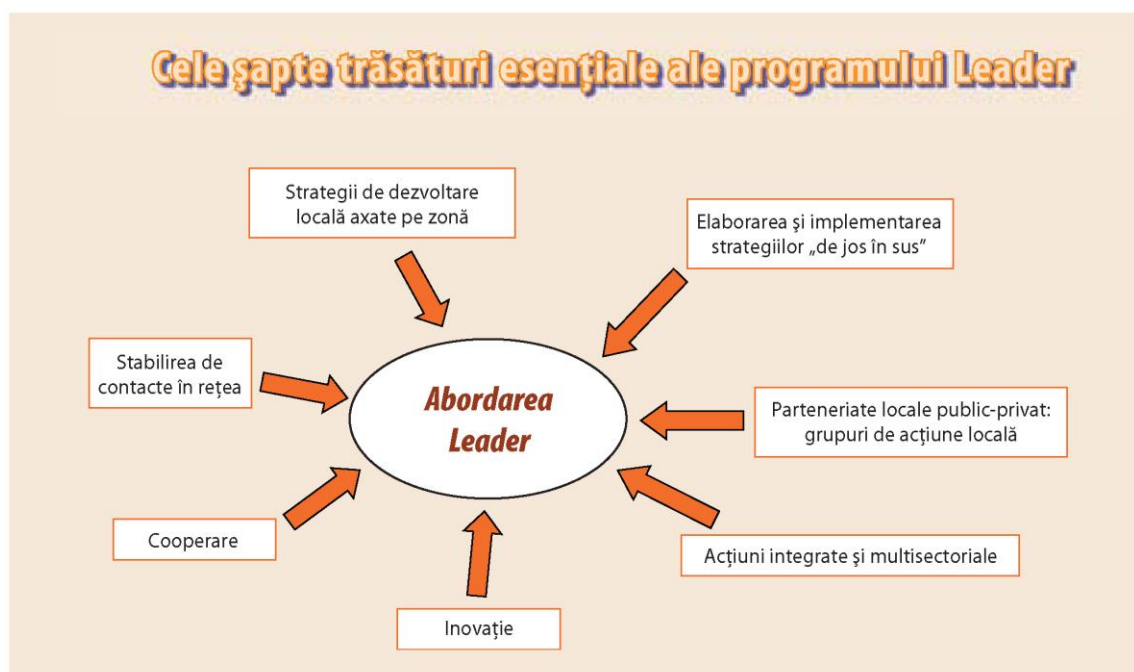 Cele şapte trăsături esenţiale ale programului Leader
Strategii de dezvoltare
locală axate pe zonă
Elaborarea şi implementarea
strategiilor „de jos în sus”
Stabilirea de
contacte în reţea
Abordarea
Leader
Parteneriate locale public-privat:
grupuri de acţiune locală
Cooperare
Acţiuni integrate şi multisectoriale
Inovaţie